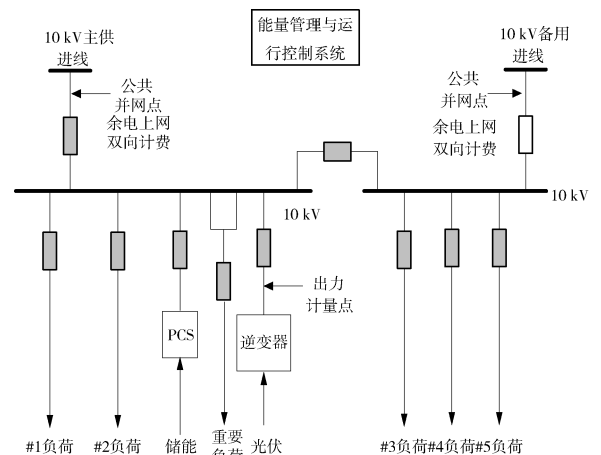 能量管理与运
行控制系统
10 kV主供
进线
公共
并网点
余电上网
双向计费
10 kV备用
进线
公共
并网点
余电上网
双向计费
10 kV
10 kV
出力
计量点
PCS
逆变器
#1负荷
#2负荷
储能
重要
负荷
光伏
#3负荷
#4负荷
#5负荷